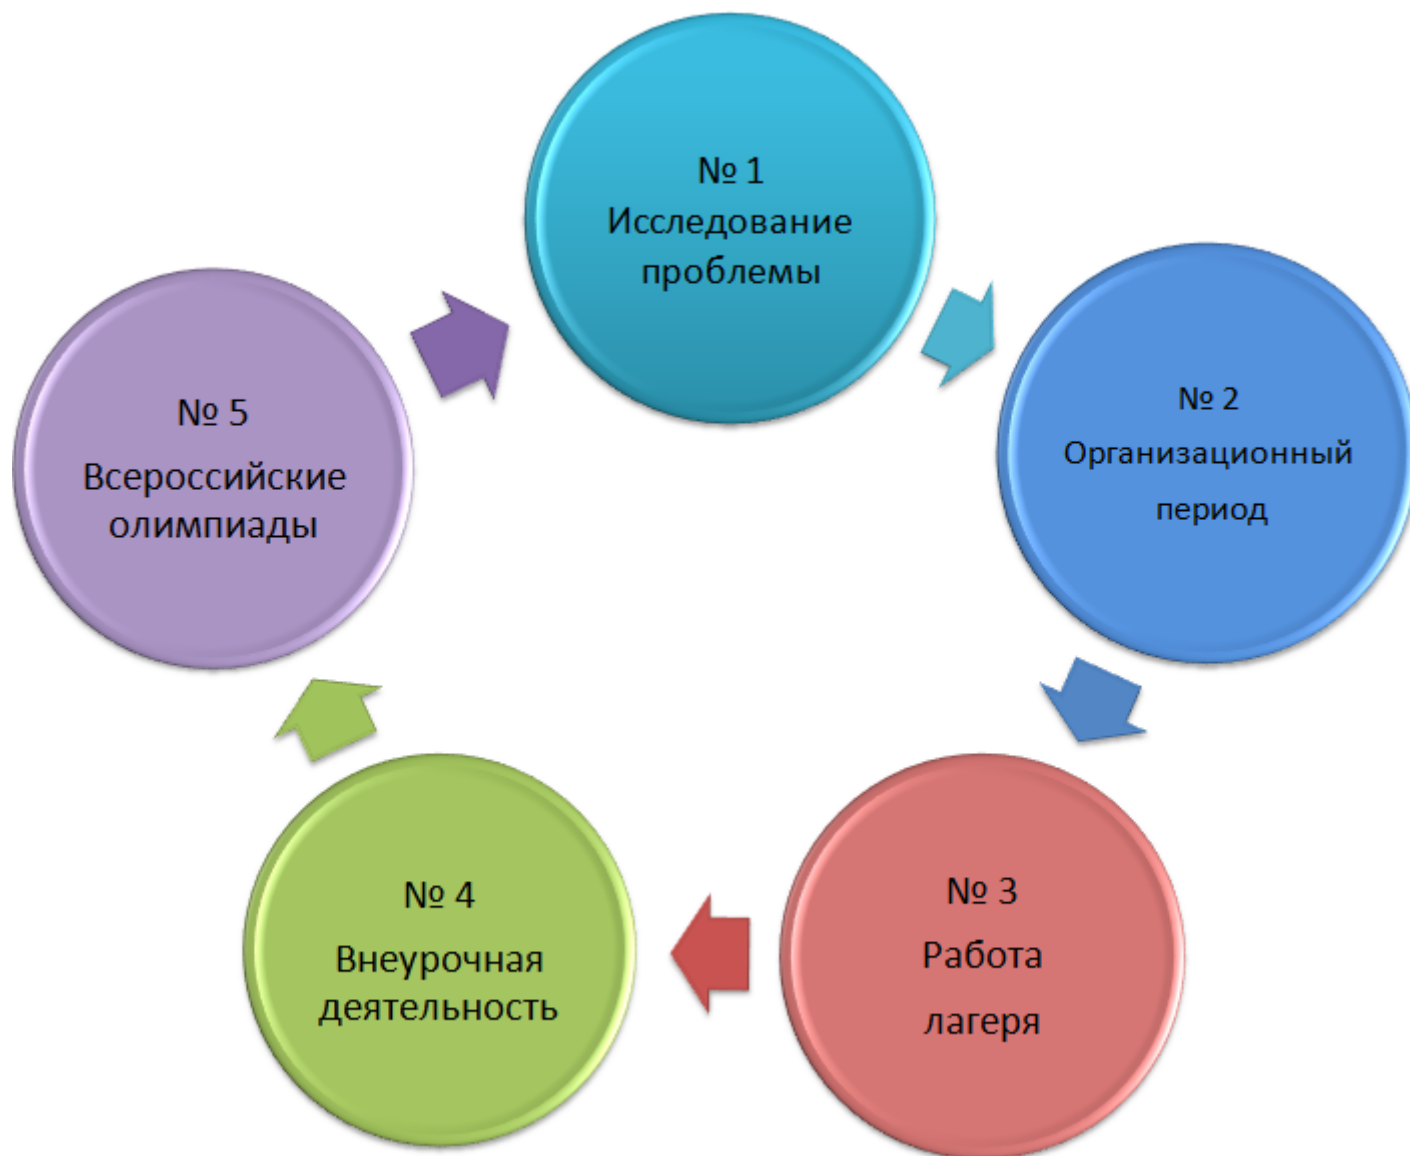 № 1
Исследование
проблемы
№ 2
Организационный
период
№ 3
Работа
лагеря
№ 4
Внеурочная
деятельность
№ 5
Всероссийские
олимпиады